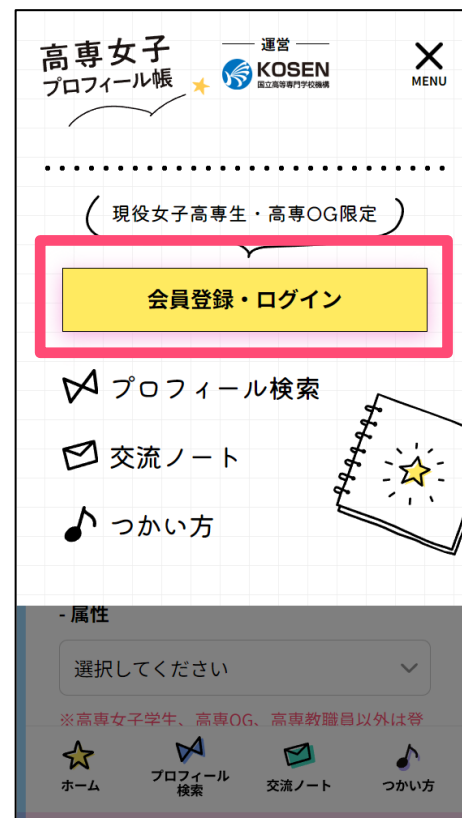 高専女子
プロフィール帳
運営
KOSEN
国立高等専門学校機構
MENU
現役女子高専生・高専OG限定
会員登録・ログイン
プロフィール検索
交流ノート
つかい方
- 属性
選択してください
※高専女子学生、高専OG、高専教職員以外は登
ホーム
プロフィール
検索
交流ノート
つかい方